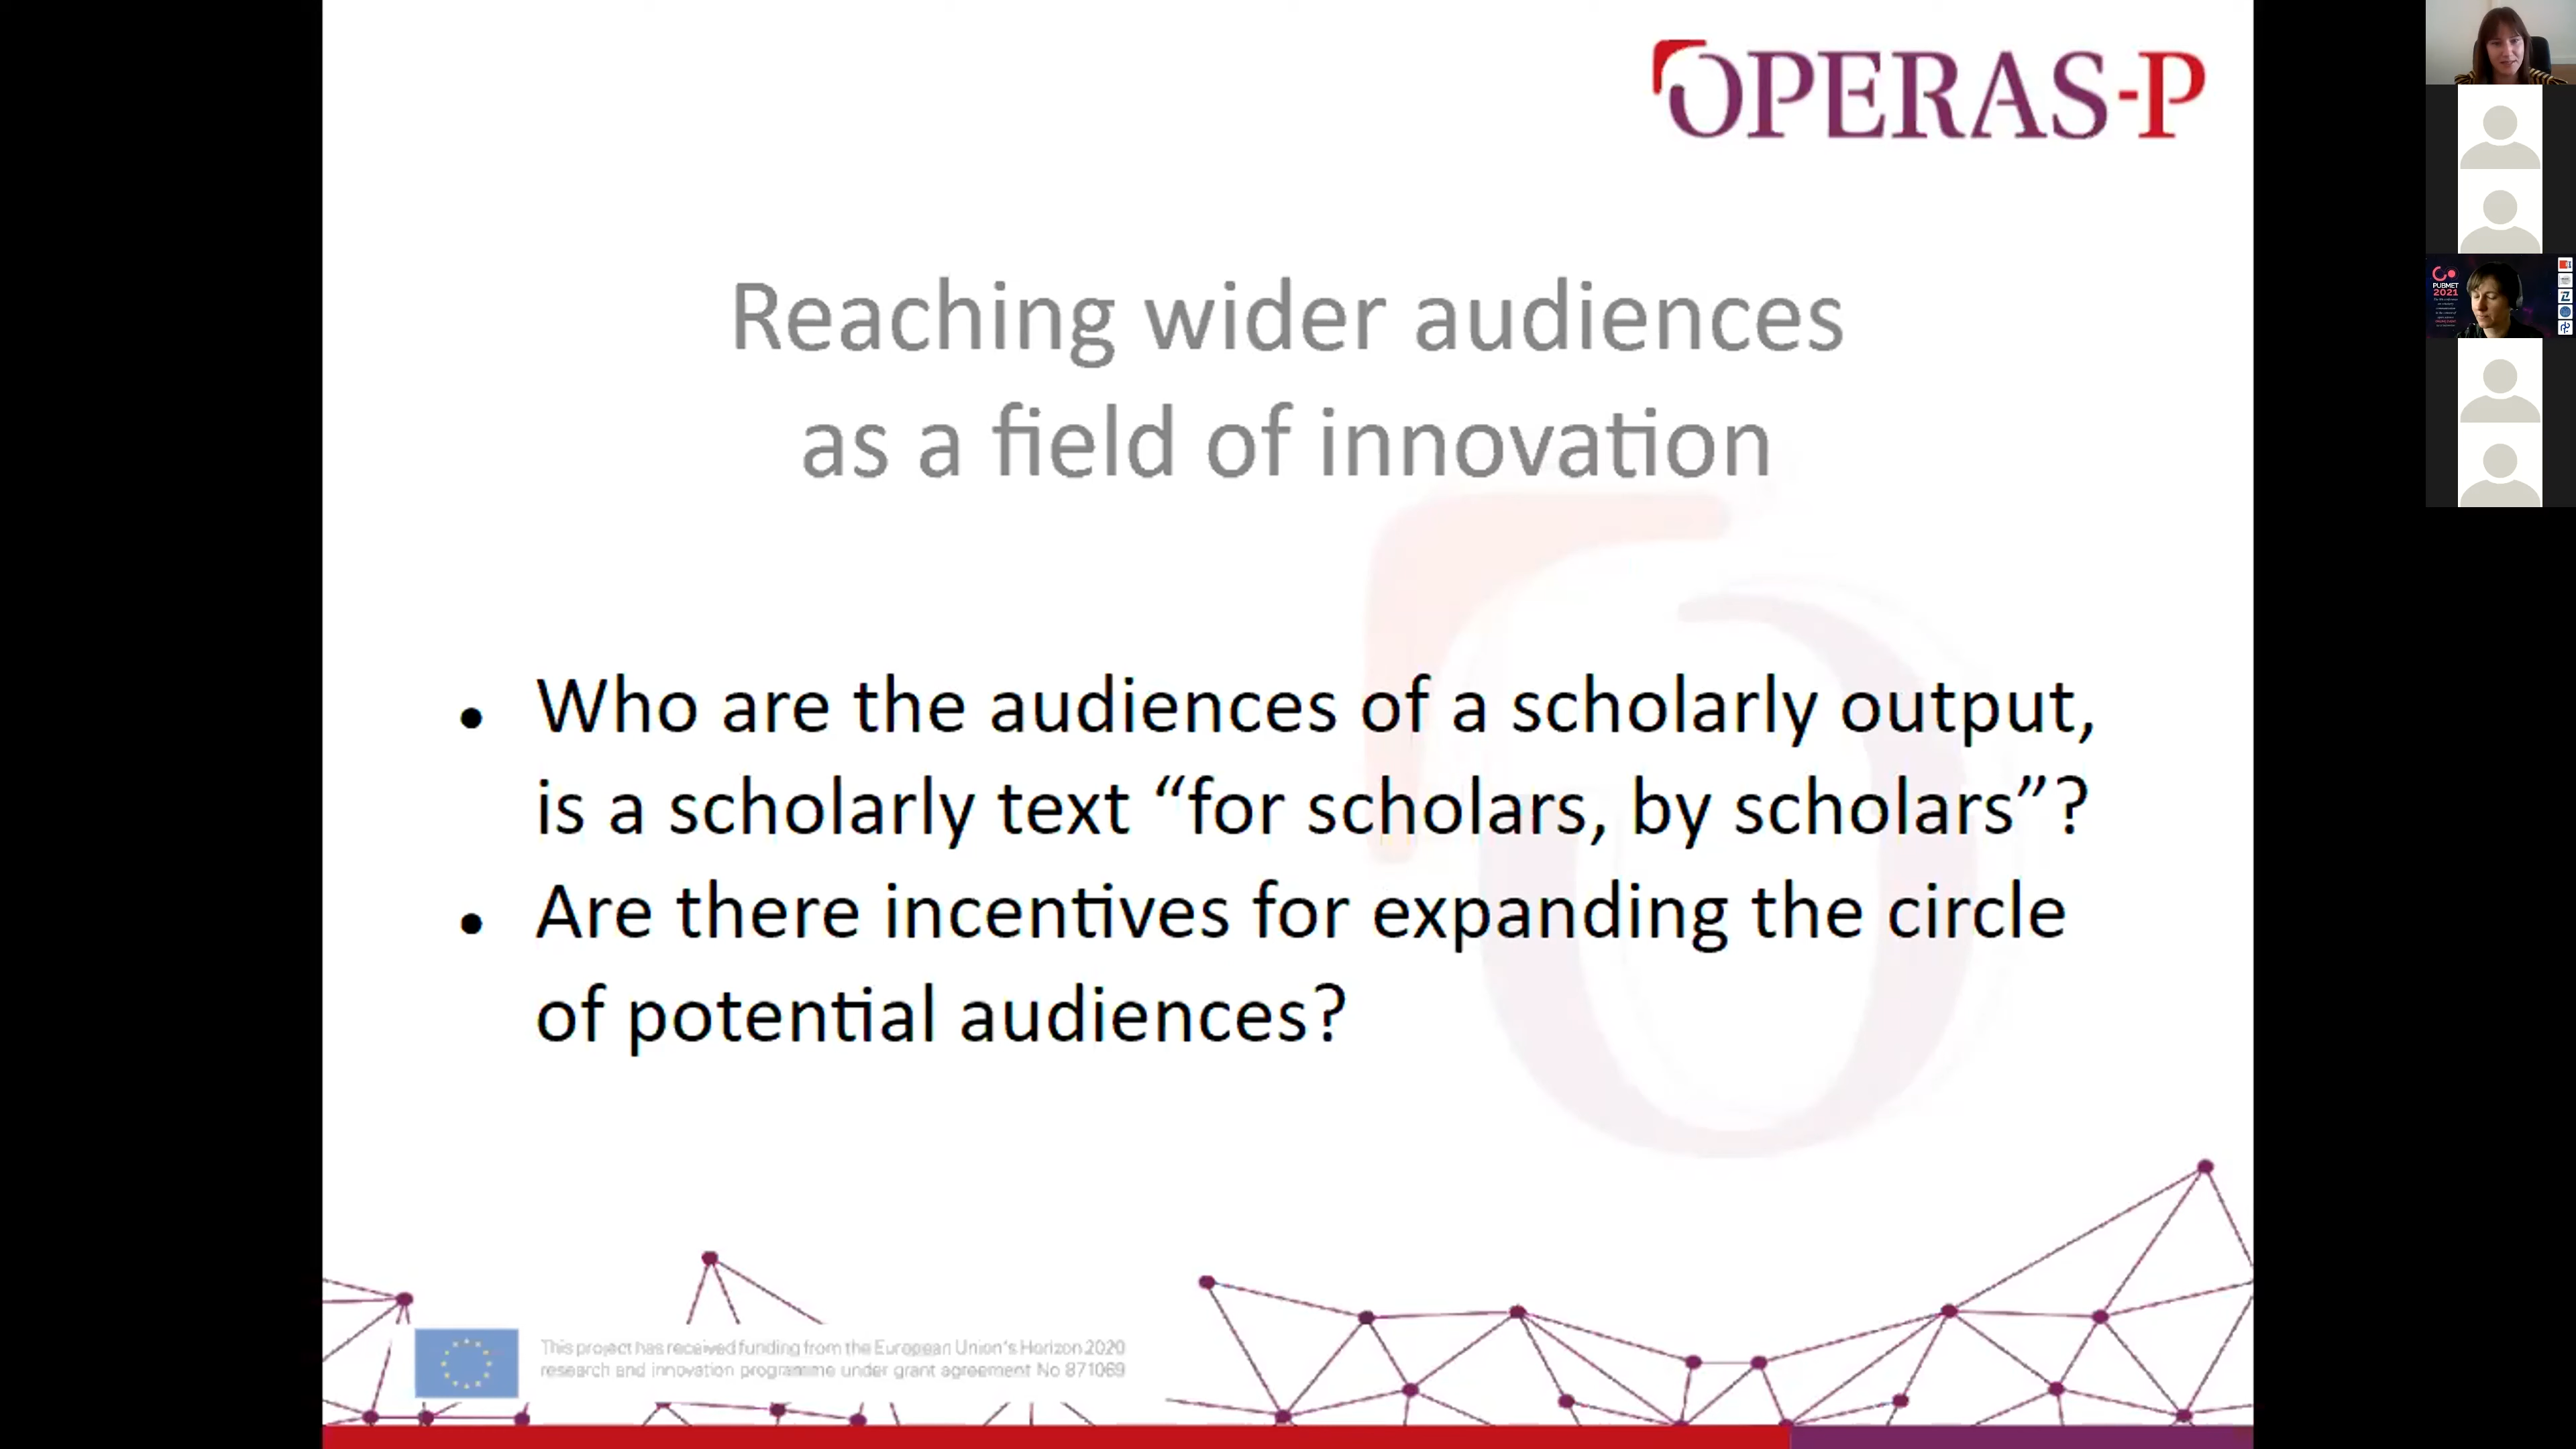 OPERAS-P
Reaching wider audiences
as a field of innovation
• Who are the audiences of a scholarly output,
is a scholarly text “for scholars, by scholars”?
• Are there incentives for expanding the circle
of potential audiences?
This project has received funding from the European Union's Horizon 2020
research and innovation programme under grant agreement No 871069
PUBMET
2021